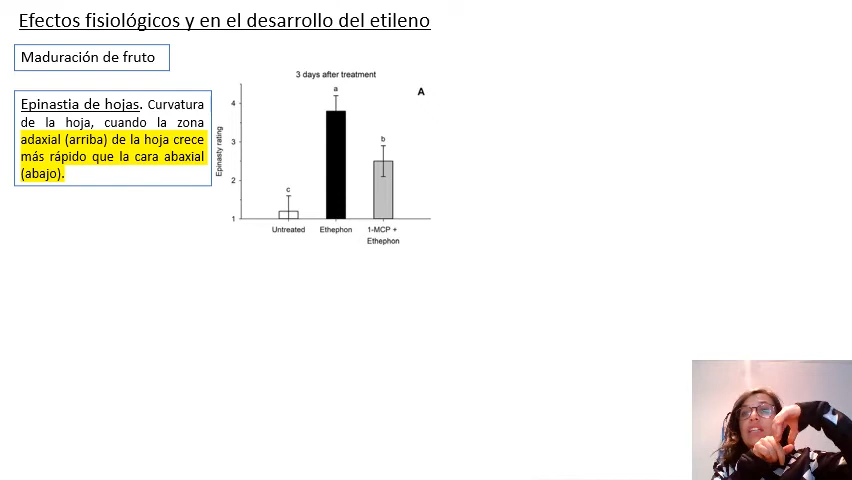 Efectos fisiológicos y en el desarrollo del etileno
Maduración de fruto
Epinastia de hojas. Curvatura
de la hoja, cuando la zona
adaxial (arriba) de la hoja crece
más rápido que la cara abaxial
(abajo).
3 days after treatment
A
Epinasty rating
4
3
2
1
c
a
b
Untreated
Ethephon
1-MCP +
Ethephon